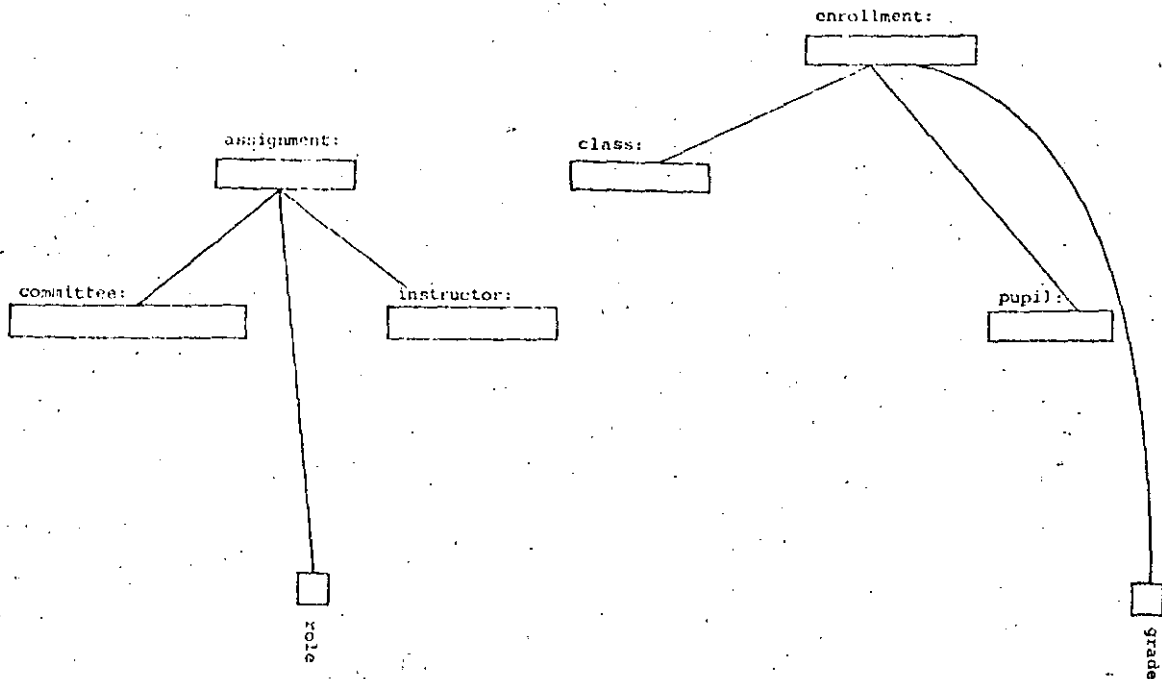 enrollment:
assignment:
class:
committee:
instructor:
pupil:
role
grade